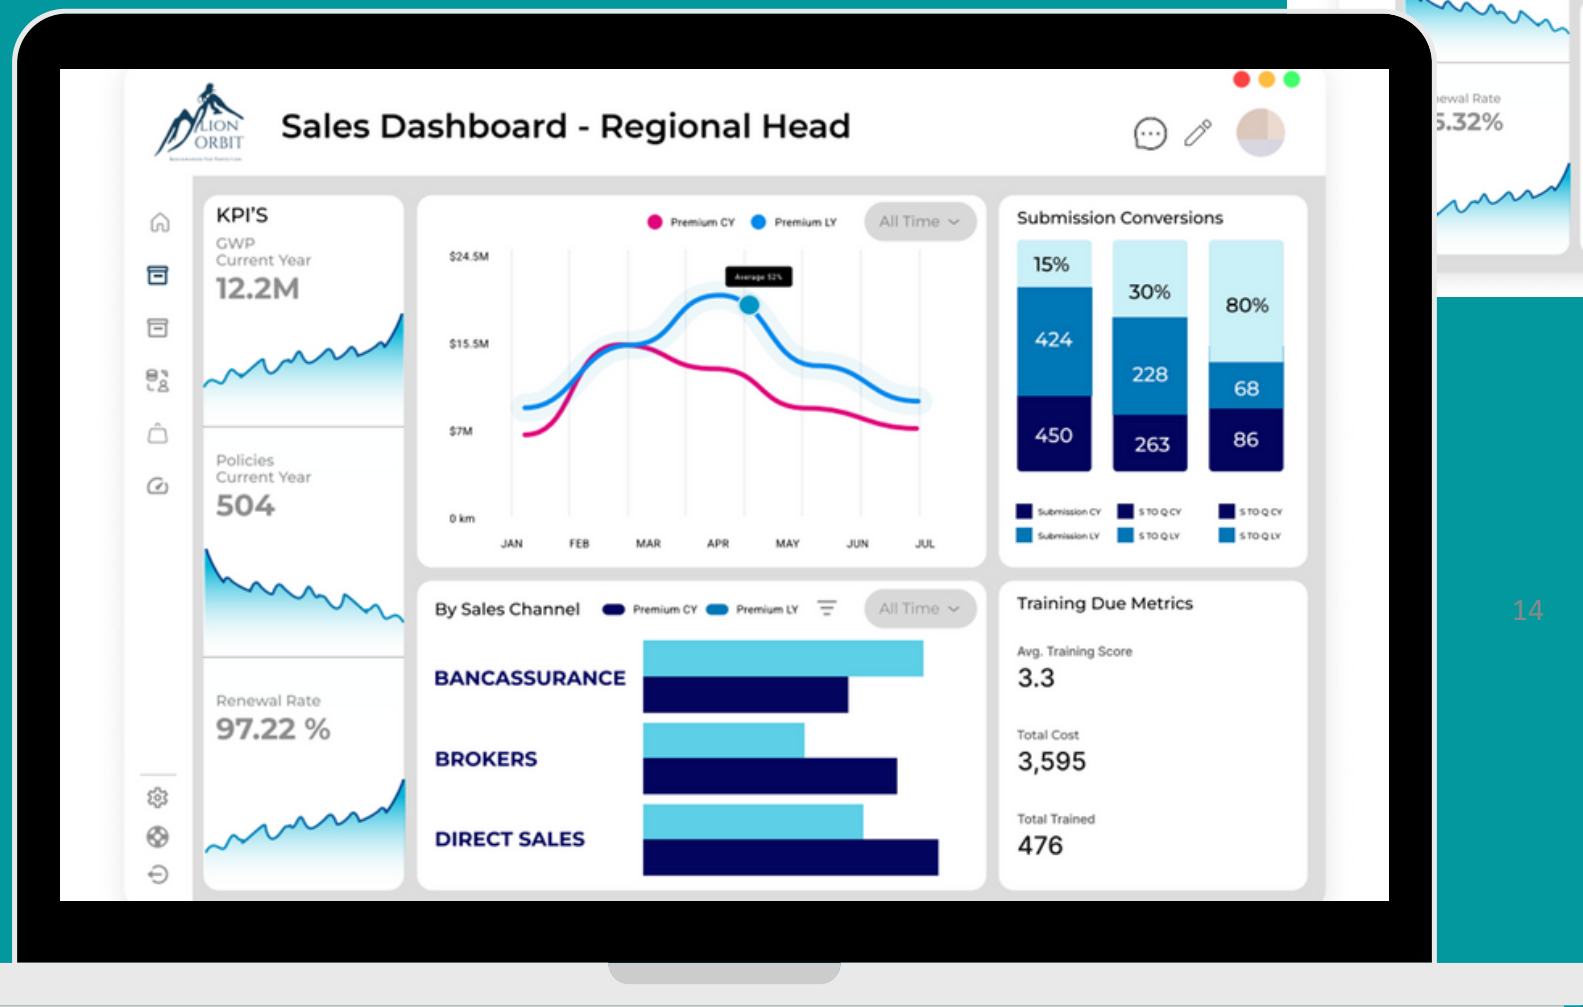 LION
ORBIT
Sales Dashboard - Regional Head
KPI'S
GWP
Current Year
12.2M
Policies
Current Year
504
Renewal Rate
97.22 %
Premium CY
Premium LY
All Time
$24.5M
Average 52%
$15.5M
$7M
0 km
JAN FEB MAR APR MAY JUN JUL
By Sales Channel
Premium CY
Premium LY
All Time
BANCASSURANCE
BROKERS
DIRECT SALES
Submission Conversions
15% 30% 80%
424 228 68
450 263 86
Submission CY S TO Q CY S TO Q CY
Submission LY S TO Q LY S TO Q LY
Training Due Metrics
Avg. Training Score
3.3
Total Cost
3,595
Total Trained
476
ewal Rate
5.32%
14